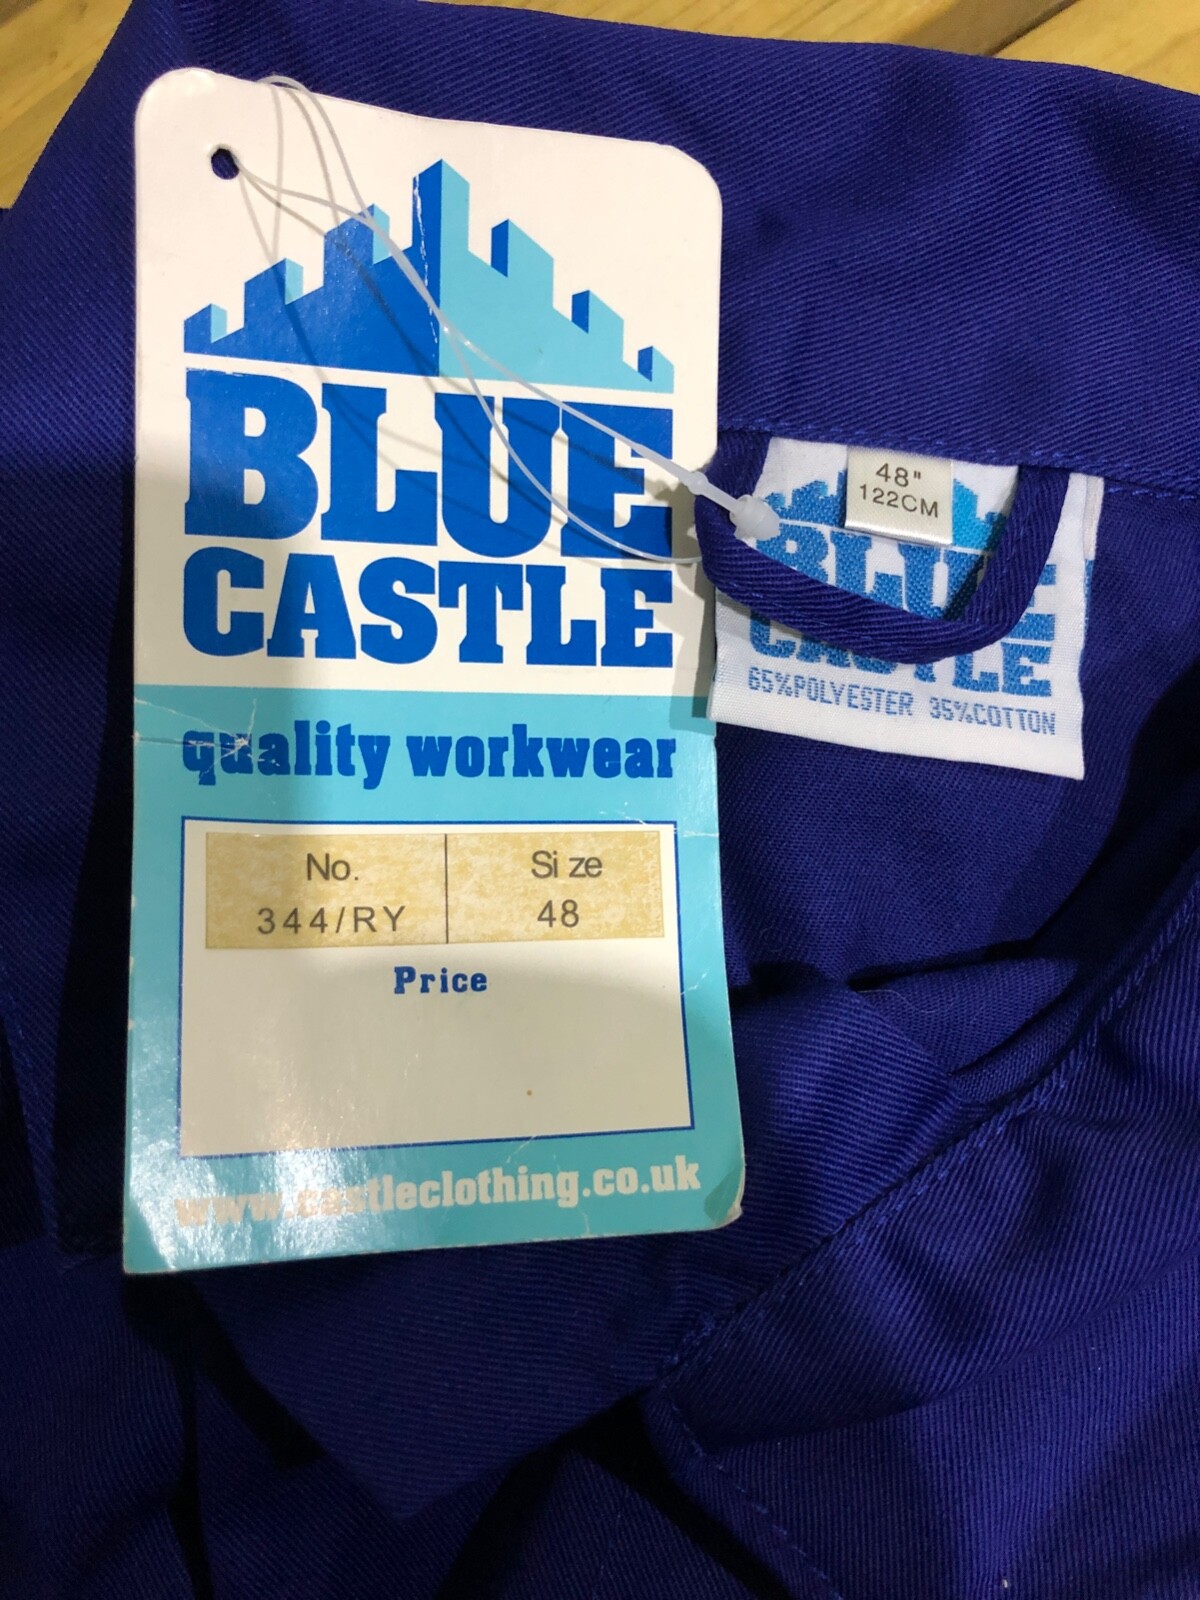 BLUE
CASTLE
quality workwear
No. Size
344/RY 48
Price
www.castleclothing.co.uk
48"
122CM
BLUE
CASTLE
65%POLYESTER 35%COTTON